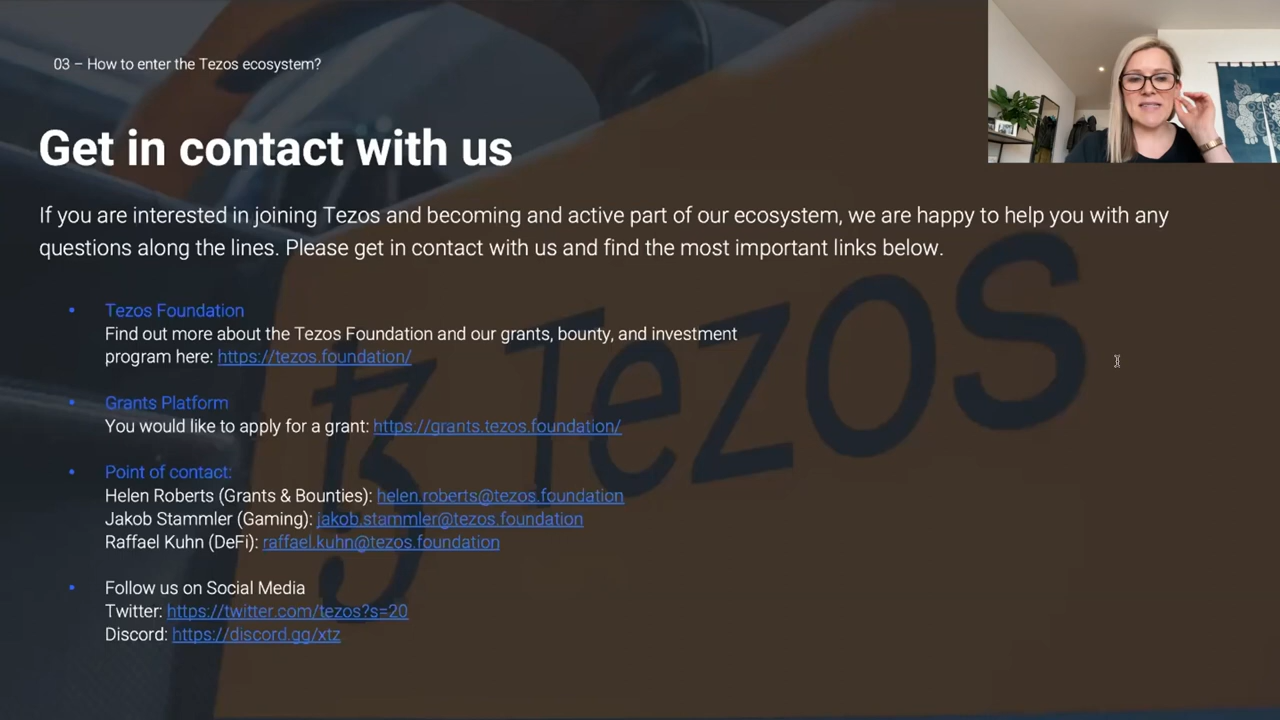 03 – How to enter the Tezos ecosystem?
Get in contact with us
If you are interested in joining Tezos and becoming and active part of our ecosystem, we are happy to help you with any
questions along the lines. Please get in contact with us and find the most important links below.
• Tezos Foundation
Find out more about the Tezos Foundation and our grants, bounty, and investment
program here: https://tezos.foundation/
• Grants Platform
You would like to apply for a grant: https://grants.tezos.foundation/
• Point of contact:
Helen Roberts (Grants & Bounties): helen.roberts@tezos.foundation
Jakob Stammler (Gaming): jakob.stammler@tezos.foundation
Raffael Kuhn (DeFi): raffael.kuhn@tezos.foundation
• Follow us on Social Media
Twitter: https://twitter.com/tezos?s=20
Discord: https://discord.gg/xtz
Tezos